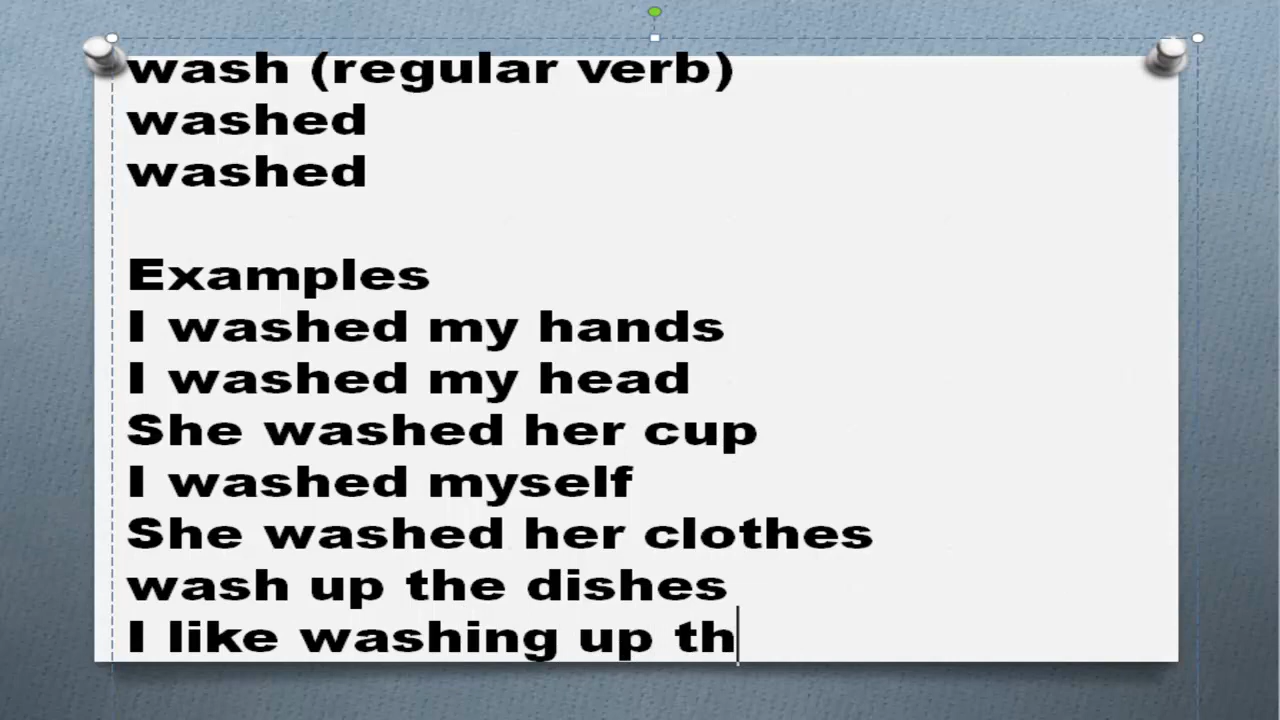 wash (regular verb)
washed
washed
Examples
I washed my hands
I washed my head
She washed her cup
I washed myself
She washed her clothes
wash up the dishes
I like washing up th